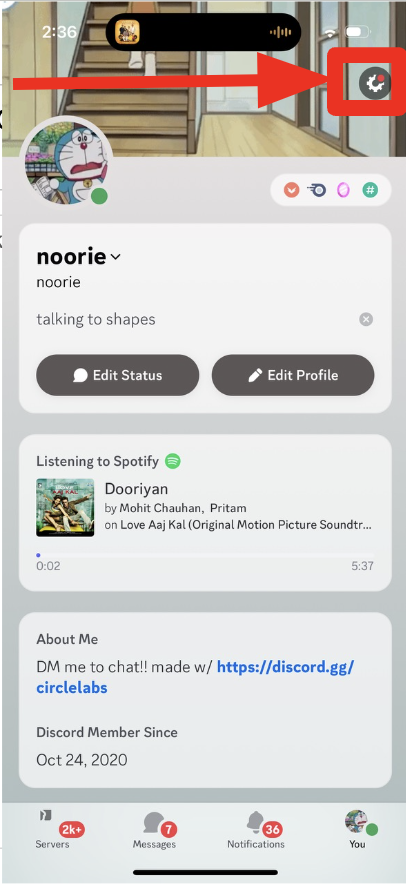 2:36
noorie
noorie
talking to shapes
Edit Status
Edit Profile
Listening to Spotify
Dooriyan
by Mohit Chauhan, Pritam
on Love Aaj Kal (Original Motion Picture Soundtr...
0:02
5:37
About Me
DM me to chat!! made w/ https://discord.gg/
circlelabs
Discord Member Since
Oct 24, 2020
2k+
7
36
Servers
Messages
Notifications
You